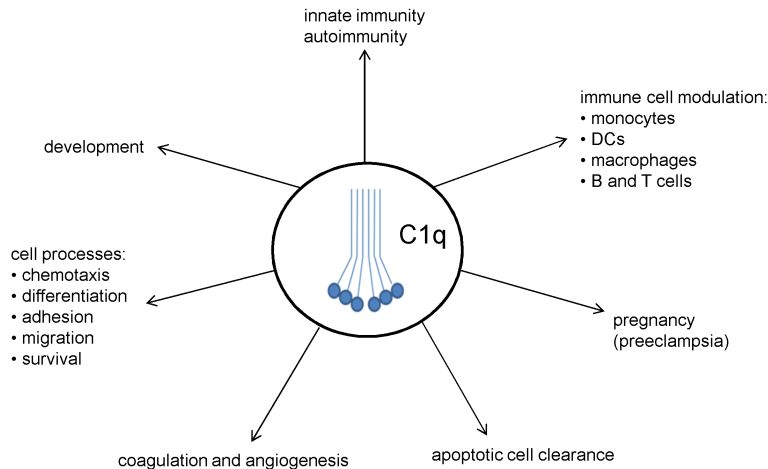 innate immunity
autoimmunity
immune cell modulation:
• monocytes
• DCs
• macrophages
• B and T cells
development
C1q
cell processes:
• chemotaxis
• differentiation
• adhesion
• migration
• survival
pregnancy
(preeclampsia)
coagulation and angiogenesis
apoptotic cell clearance